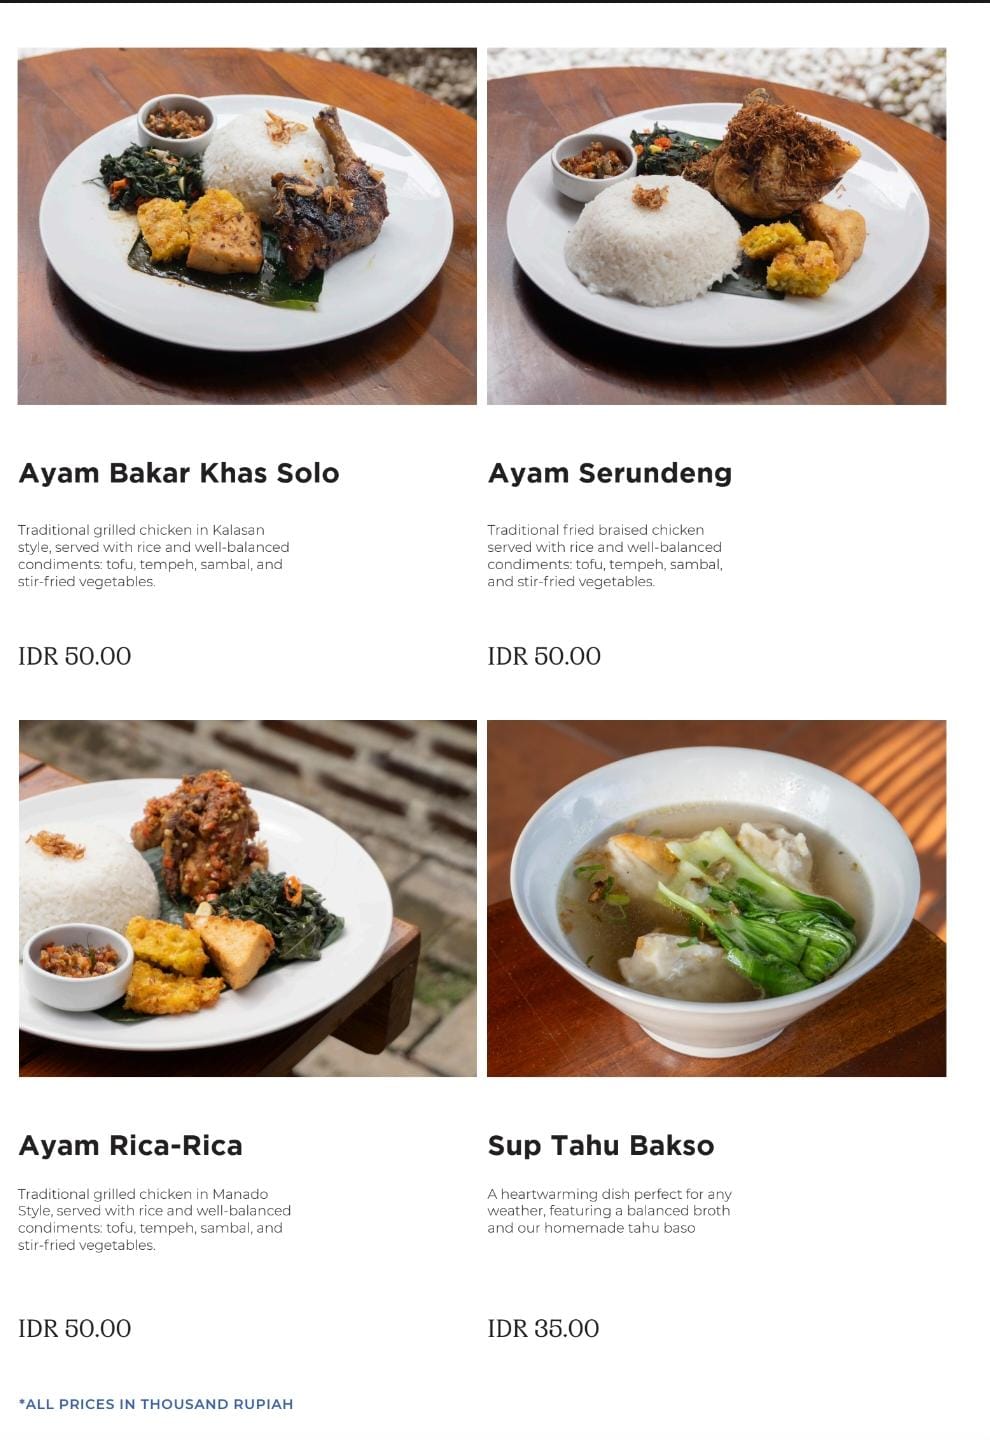 Ayam Bakar Khas Solo
Traditional grilled chicken in Kalasan
style, served with rice and well-balanced
condiments: tofu, tempeh, sambal, and
stir-fried vegetables.
IDR 50.00
Ayam Serundeng
Traditional fried braised chicken
served with rice and well-balanced
condiments: tofu, tempeh, sambal,
and stir-fried vegetables.
IDR 50.00
Ayam Rica-Rica
Traditional grilled chicken in Manado
Style, served with rice and well-balanced
condiments: tofu, tempeh, sambal, and
stir-fried vegetables.
IDR 50.00
Sup Tahu Bakso
A heartwarming dish perfect for any
weather, featuring a balanced broth
and our homemade tahu baso
IDR 35.00
*ALL PRICES IN THOUSAND RUPIAH